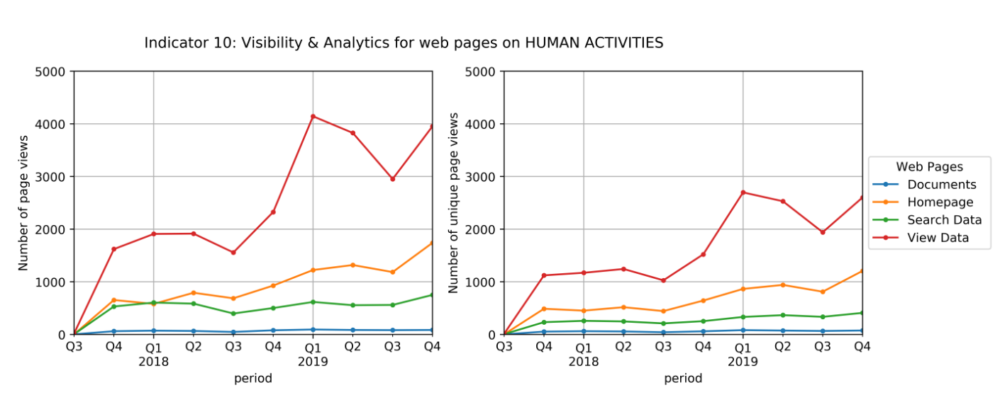 Indicator 10: Visibility & Analytics for web pages on HUMAN ACTIVITIES
Number of page views
5000
4000
3000
2000
1000
0
Q3 Q4 Q1 Q2 Q3 Q4 Q1 Q2 Q3 Q4
2018 2019
period
Number of unique page views
5000
4000
3000
2000
1000
0
Q3 Q4 Q1 Q2 Q3 Q4 Q1 Q2 Q3 Q4
2018 2019
period
Web Pages
Documents
Homepage
Search Data
View Data